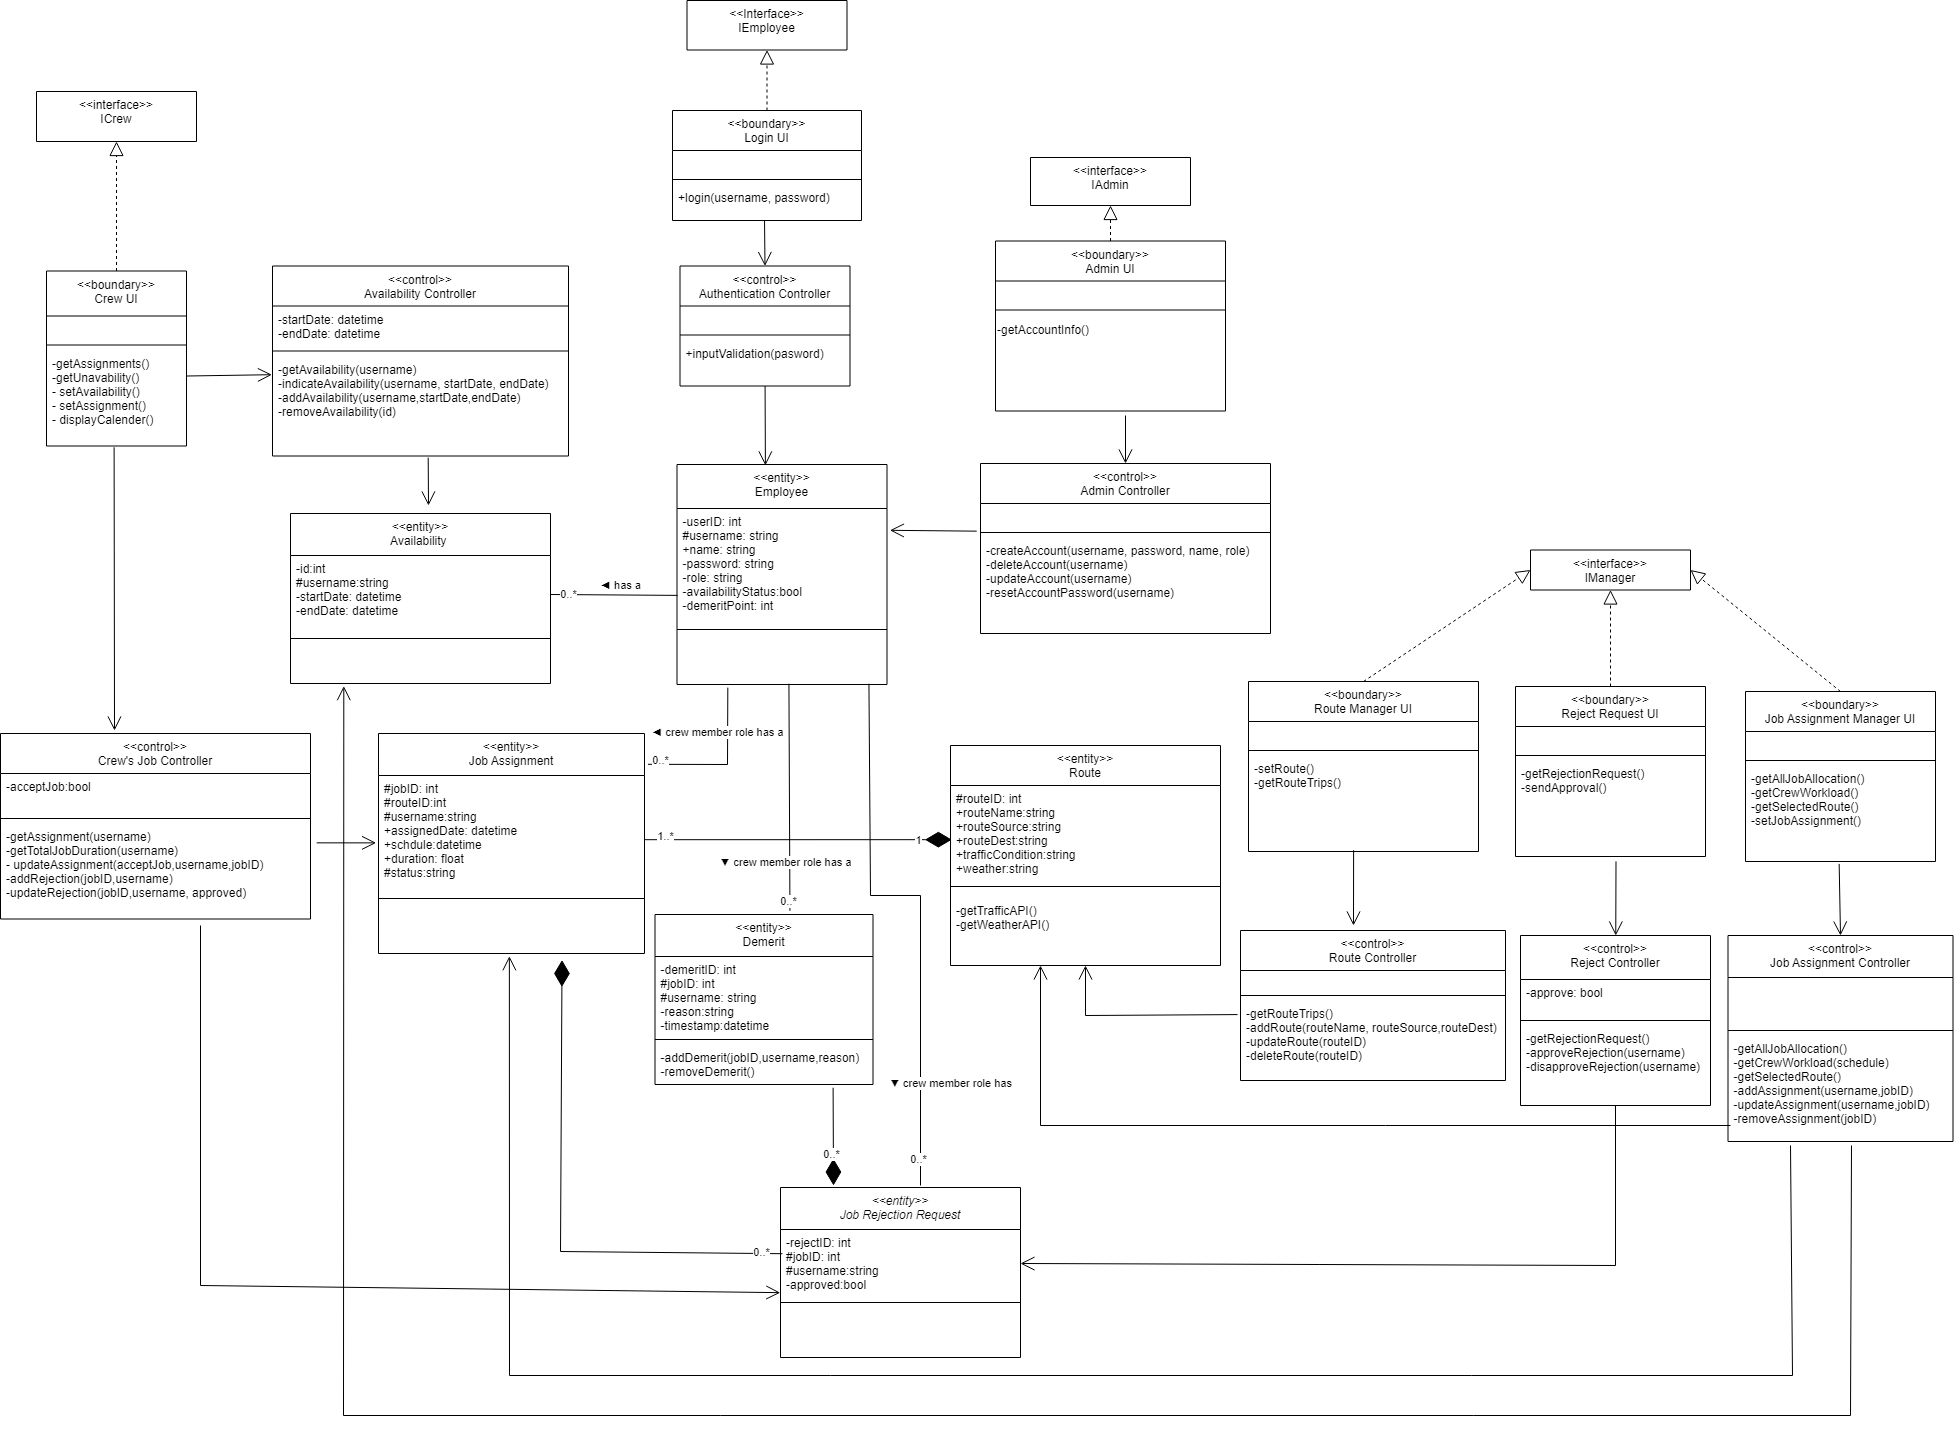 <<Interface>>
IEmployee
<<interface>>
ICrew
<<boundary>>
Login UI
+login(username, password)
<<interface>>
IAdmin
<<boundary>>
Crew UI
-getAssignments()
-getUnavability()
- setAvailability()
- setAssignment()
- displayCalender()
<<control>>
Availability Controller
-startDate: datetime
-endDate: datetime
-getAvailability(username)
-indicateAvailability(username, startDate, endDate)
-addAvailability(username,startDate,endDate)
-removeAvailability(id)
<<control>>
Authentication Controller
+inputValidation(pasword)
<<boundary>>
Admin UI
-getAccountInfo()
<<entity>>
Availability
-id:int
#username:string
-startDate: datetime
-endDate: datetime
0..*
◄ has a
<<entity>>
Employee
-userID: int
#username: string
+name: string
-password: string
-role: string
-availabilityStatus:bool
-demeritPoint: int
<<control>>
Admin Controller
-createAccount(username, password, name, role)
-deleteAccount(username)
-updateAccount(username)
-resetAccountPassword(username)
<<interface>>
IManager
<<boundary>>
Route Manager UI
-setRoute()
-getRouteTrips()
<<boundary>>
Reject Request UI
-getRejectionRequest()
-sendApproval()
<<boundary>>
Job Assignment Manager UI
-getAllJobAllocation()
-getCrewWorkload()
-getSelectedRoute()
-setJobAssignment()
<<control>>
Crew's Job Controller
-acceptJob:bool
-getAssignment(username)
-getTotalJobDuration(username)
- updateAssignment(acceptJob,username,jobID)
-addRejection(jobID,username)
-updateRejection(jobID,username, approved)
<<entity>>
Job Assignment
#jobID: int
#routeID:int
#username:string
+assignedDate: datetime
+schdule:datetime
+duration: float
#status:string
◄ crew member role has a
0..*
1..*
1
▼ crew member role has a
0..*
<<entity>>
Route
#routeID: int
+routeName:string
+routeSource:string
+routeDest:string
+trafficCondition:string
+weather:string
-getTrafficAPI()
-getWeatherAPI()
<<entity>>
Demerit
-demeritID: int
#jobID: int
#username: string
-reason:string
-timestamp:datetime
-addDemerit(jobID,username,reason)
-removeDemerit()
▼ crew member role has
0..*
0..*
<<control>>
Route Controller
-getRouteTrips()
-addRoute(routeName, routeSource,routeDest)
-updateRoute(routeID)
-deleteRoute(routeID)
<<control>>
Reject Controller
-approve: bool
-getRejectionRequest()
-approveRejection(username)
-disapproveRejection(username)
<<control>>
Job Assignment Controller
-getAllJobAllocation()
-getCrewWorkload(schedule)
-getSelectedRoute()
-addAssignment(username,jobID)
-updateAssignment(username,jobID)
-removeAssignment(jobID)
<<entity>>
Job Rejection Request
0..*
-rejectID: int
#jobID: int
#username:string
-approved:bool